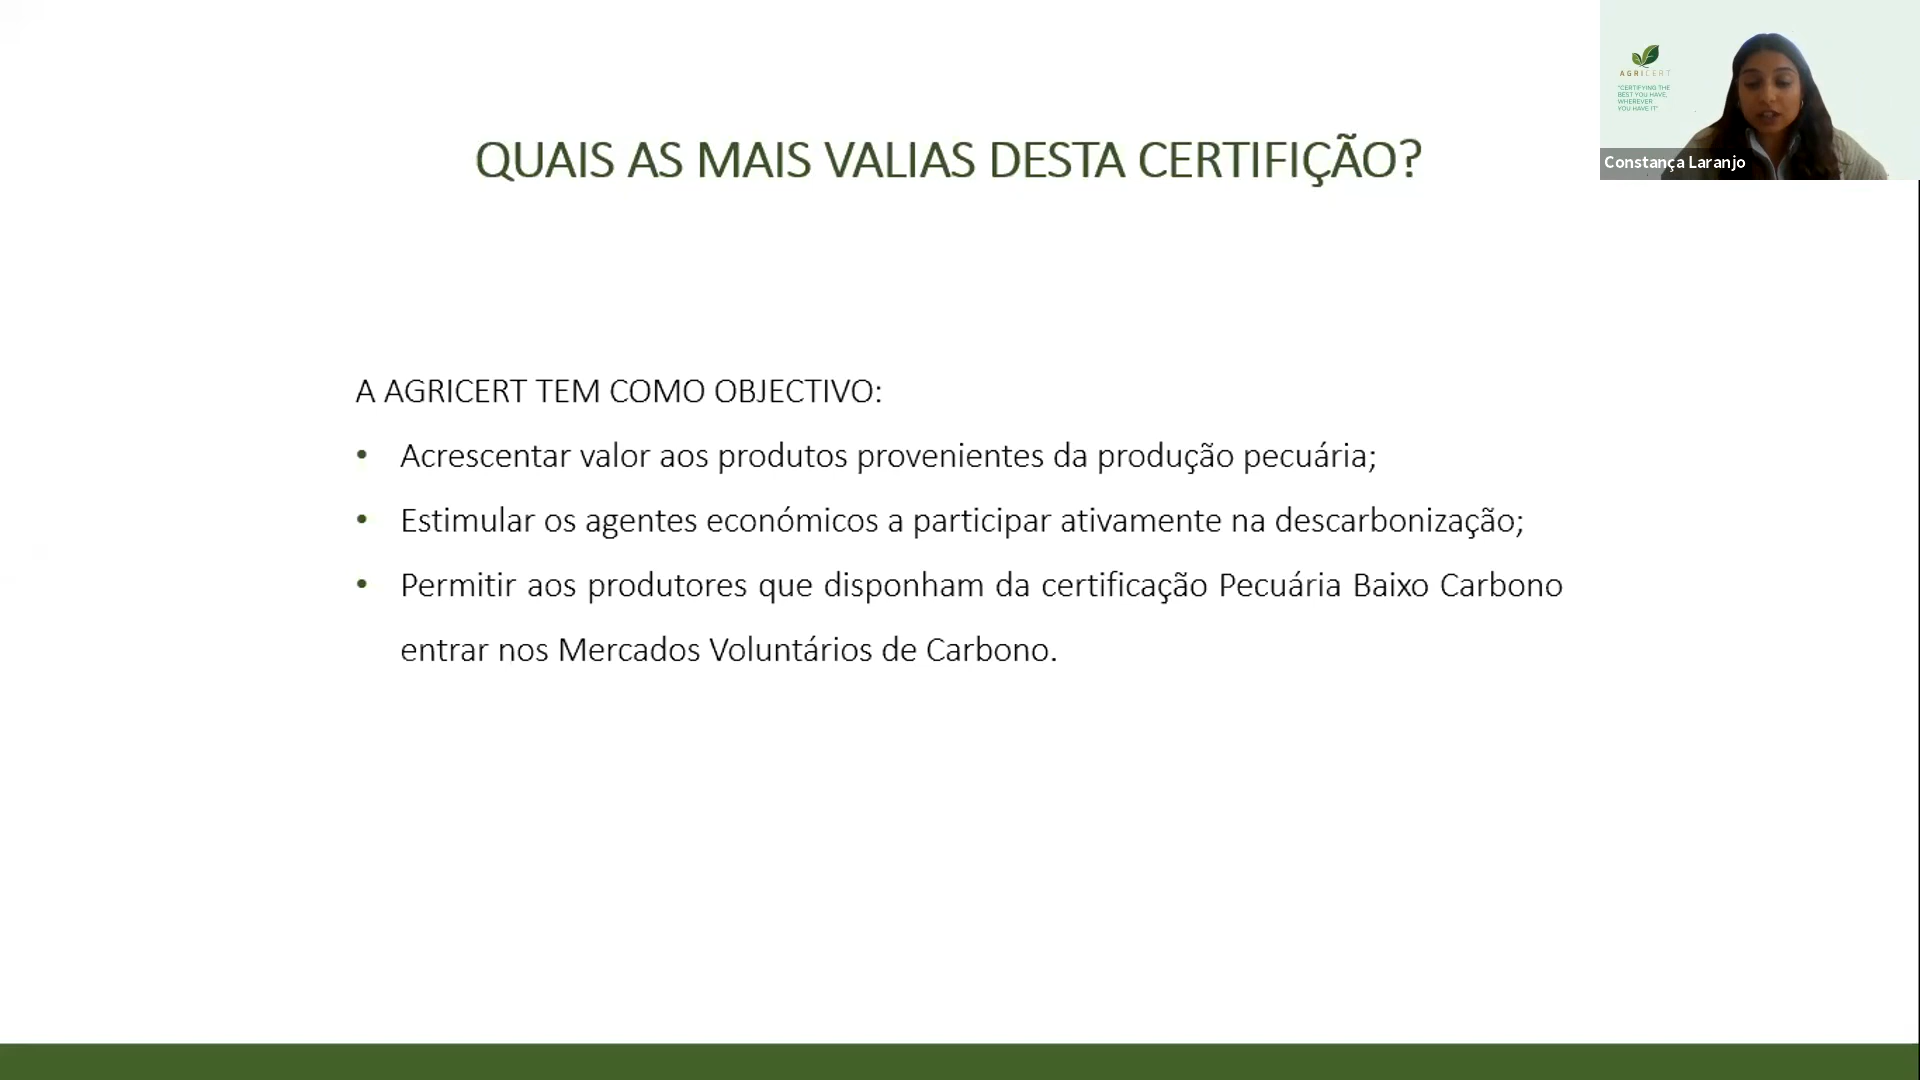 QUAIS AS MAIS VALIAS DESTA CERTIFIÇÃO?
AGRICERT
"CERTIFYING THE
BEST YOU HAVE,
WHEREVER
YOU HAVE IT"
Constança Laranjo
A AGRICERT TEM COMO OBJECTIVO:
• Acrescentar valor aos produtos provenientes da produção pecuária;
• Estimular os agentes económicos a participar ativamente na descarbonização;
• Permitir aos produtores que disponham da certificação Pecuária Baixo Carbono
entrar nos Mercados Voluntários de Carbono.